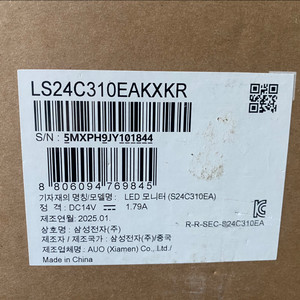 LS24C310EAKXKR
S/N : 5MXPH9JY101844
8 806094 769845
기자재의 명칭/모델명: LED 모니터 (S24C310EA)
정 격 : DC14V ⎓ 1.79A
제조연월: 2025.01.
R-R-SEC-S24C310EA
상호명 : 삼성전자(주)
제조자 / 제조국가 : 삼성전자(주)/중국
제조업체명 : AUO (Xiamen) Co., Ltd./
Made in China